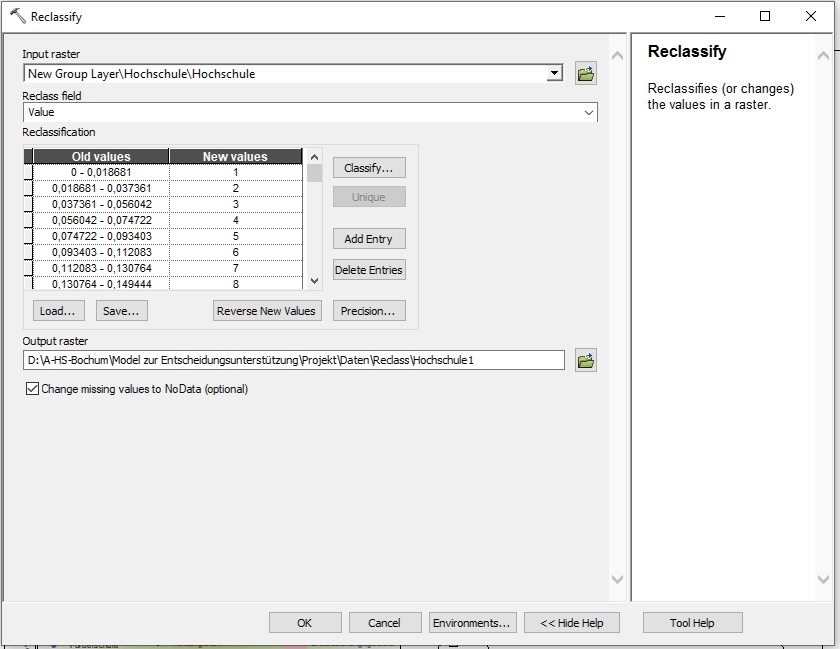 Reclassify
Input raster
New Group Layer\Hochschule\Hochschule
Reclass field
Value
Reclassification
Old values New values
0 - 0,018681 1
0,018681 - 0,037361 2
0,037361 - 0,056042 3
0,056042 - 0,074722 4
0,074722 - 0,093403 5
0,093403 - 0,112083 6
0,112083 - 0,130764 7
0,130764 - 0,149444 8
Classify...
Unique
Add Entry
Delete Entries
Load... Save... Reverse New Values Precision...
Output raster
D:\A-HS-Bochum\Model zur Entscheidungsunterstützung\Projekt\Daten\Reclass\Hochschule1
Change missing values to NoData (optional)
Reclassify
Reclassifies (or changes)
the values in a raster.
OK Cancel Environments... << Hide Help Tool Help